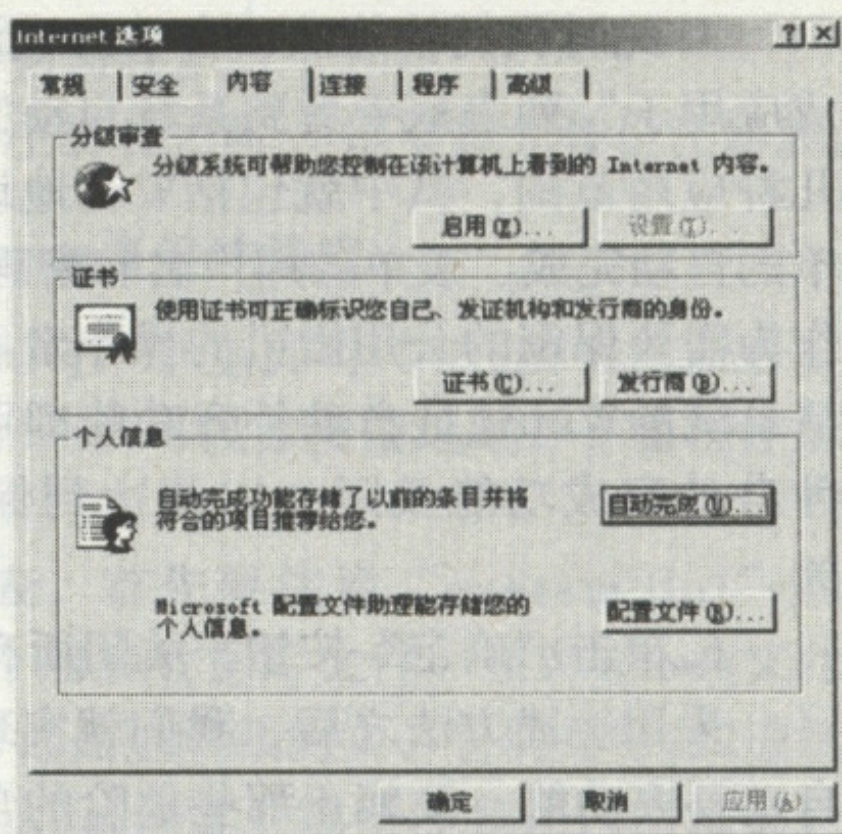 Internet 选项
常规 安全 内容 连接 程序 高级
分级审查
分级系统可帮助您控制在该计算机上看到的 Internet 内容。
启用(E)... 设置(T)...
证书
使用证书可正确标识您自己、发证机构和发行商的身份。
证书(C)... 发行商(B)...
个人信息
自动完成功能存储了以前的条目并将
符合的项目推荐给您。
自动完成(U)...
Microsoft 配置文件助理能存储您的
个人信息。
配置文件(R)...
确定 取消 应用(A)